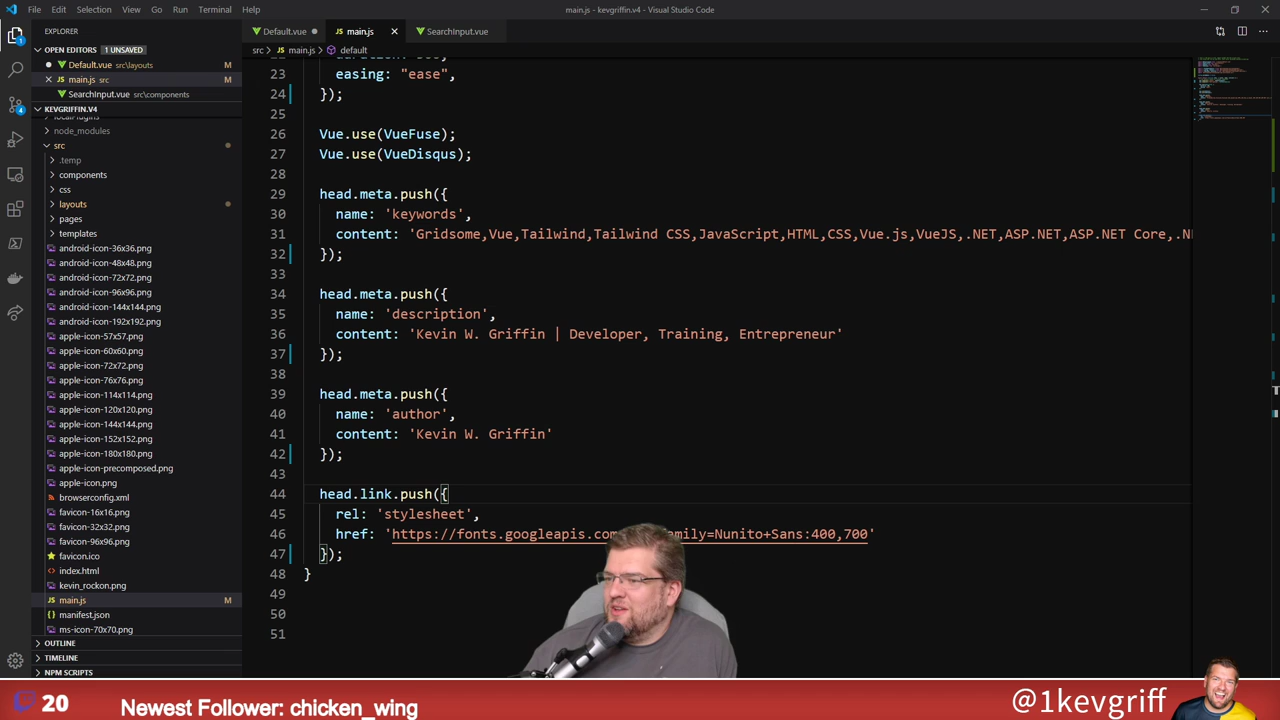 File Edit Selection View Go Run Terminal Help
main.js - kevgriffin - Visual Studio Code
EXPLORER
OPEN EDITORS 1 UNSAVED
Default.vue src\layouts M
main.js src M
SearchInput.vue src\components
KEVGRIFFIN.V4
node_modules
src
.temp
components
css
layouts
pages
templates
android-icon-36x36.png
android-icon-48x48.png
android-icon-72x72.png
android-icon-96x96.png
android-icon-144x144.png
android-icon-192x192.png
apple-icon-57x57.png
apple-icon-60x60.png
apple-icon-72x72.png
apple-icon-76x76.png
apple-icon-114x114.png
apple-icon-120x120.png
apple-icon-144x144.png
apple-icon-152x152.png
apple-icon-180x180.png
apple-icon-precomposed.png
apple-icon.png
browserconfig.xml
favicon-16x16.png
favicon-32x32.png
favicon-96x96.png
favicon.ico
index.html
kevin_rockon.png
main.js M
manifest.json
ms-icon-70x70.png
OUTLINE
TIMELINE
NPM SCRIPTS
4
Default.vue
JS main.js
SearchInput.vue
src > JS main.js > default
23 easing: "ease",
24 });
25
26 Vue.use(VueFuse);
27 Vue.use(VueDisqus);
28
29 head.meta.push({
30 name: 'keywords',
31 content: 'Gridsome,Vue,Tailwind,Tailwind CSS,JavaScript,HTML,CSS,Vue.js,VueJS,.NET,ASP.NET,ASP.NET Core,.NE
32 });
33
34 head.meta.push({
35 name: 'description',
36 content: 'Kevin W. Griffin | Developer, Training, Entrepreneur'
37 });
38
39 head.meta.push({
40 name: 'author',
41 content: 'Kevin W. Griffin'
42 });
43
44 head.link.push({
45 rel: 'stylesheet',
46 href: 'https://fonts.googleapis.com mily=Nunito+Sans:400,700'
47 });
48 }
49
50
51
20
Newest Follower: chicken_wing
@1kevgriff